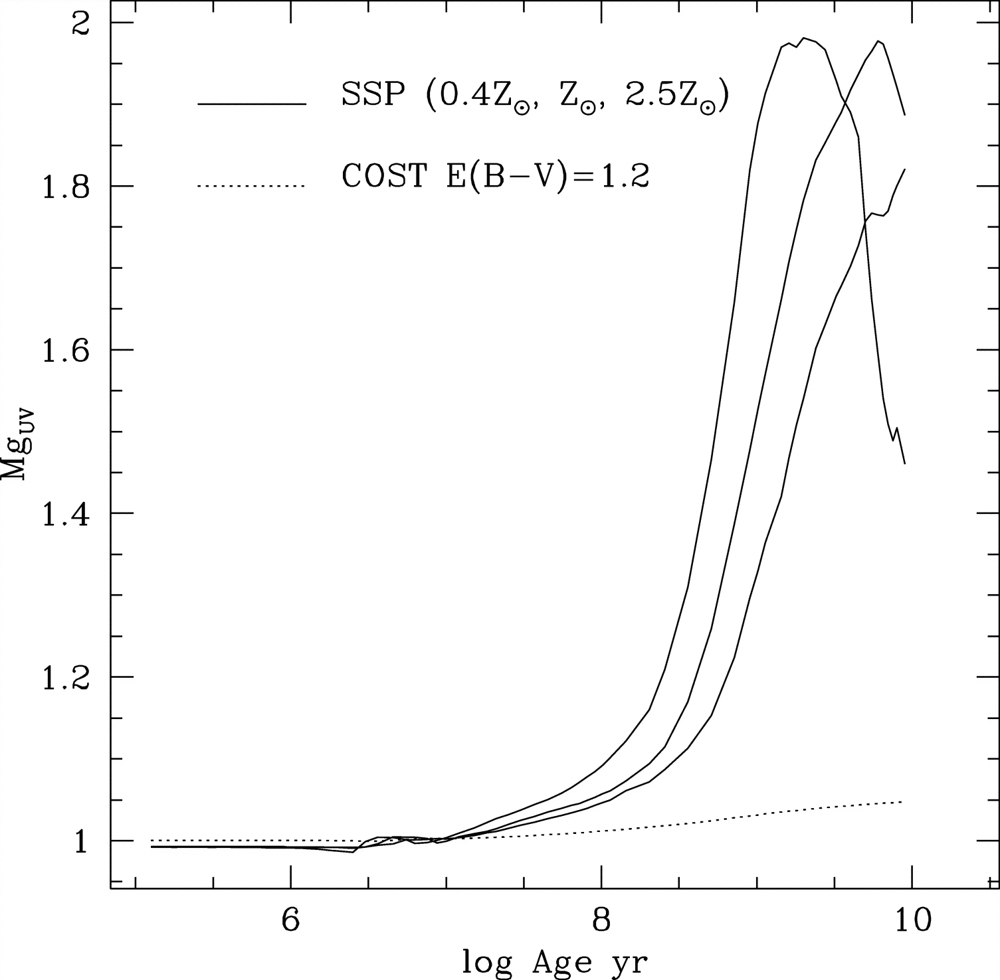 2
SSP (0.4Z⊙, Z⊙, 2.5Z⊙)
COST E(B−V)=1.2
1.8
1.6
Mg_UV
1.4
1.2
1
6 8 10
log Age yr